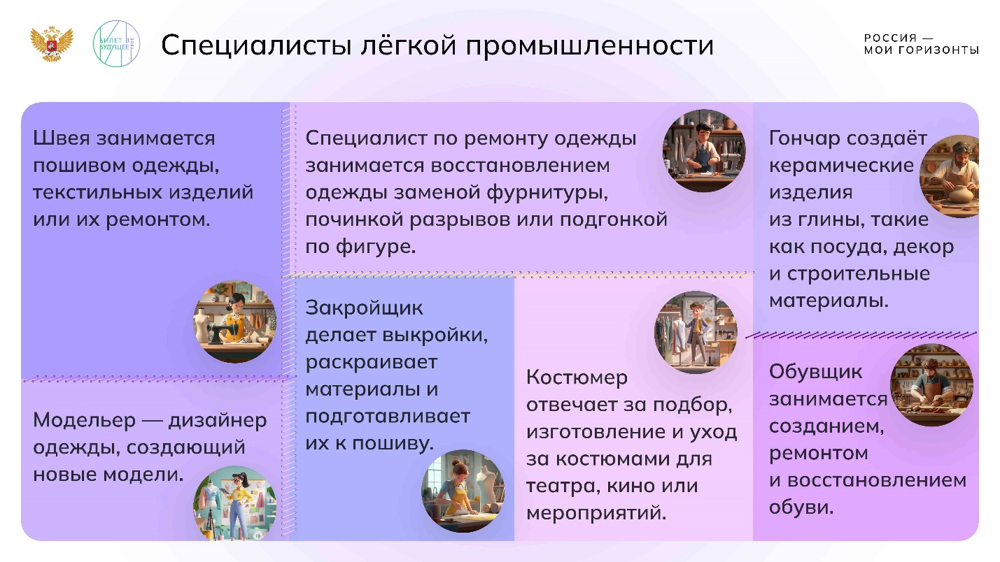 БИЛЕТ В
БУДУЩЕЕ
ТВОЁ
Специалисты лёгкой промышленности
РОССИЯ —
МОИ ГОРИЗОНТЫ
Швея занимается
пошивом одежды,
текстильных изделий
или их ремонтом.
Модельер — дизайнер
одежды, создающий
новые модели.
Специалист по ремонту одежды
занимается восстановлением
одежды заменой фурнитуры,
починкой разрывов или подгонкой
по фигуре.
Закройщик
делает выкройки,
раскраивает
материалы и
подготавливает
их к пошиву.
Костюмер
отвечает за подбор,
изготовление и уход
за костюмами для
театра, кино или
мероприятий.
Гончар создаёт
керамические
изделия
из глины, такие
как посуда, декор
и строительные
материалы.
Обувщик
занимается
созданием,
ремонтом
и восстановлением
обуви.